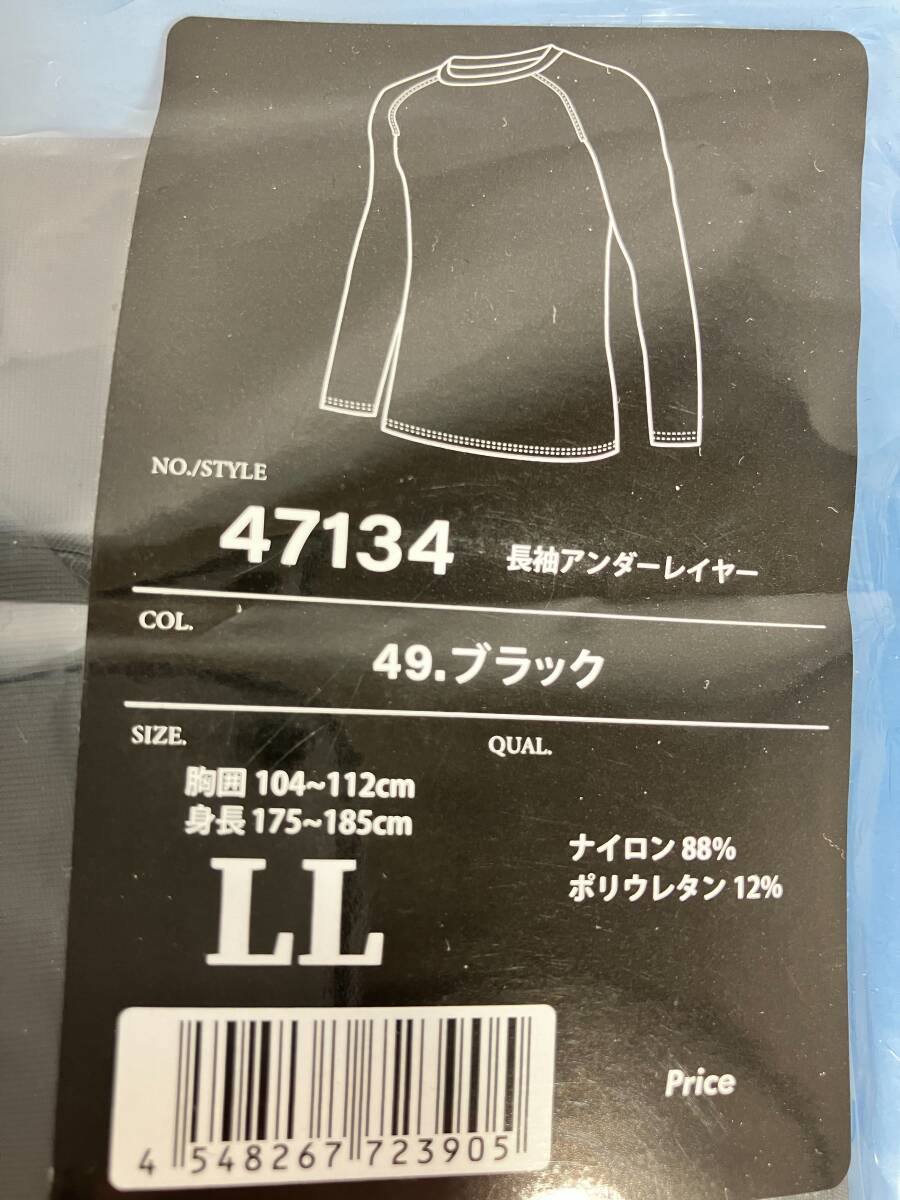 NO./STYLE
47134 長袖アンダーレイヤー
COL.
49.ブラック
SIZE.
胸囲 104~112cm
身長 175~185cm
LL
QUAL.
ナイロン 88%
ポリウレタン 12%
Price
4 548267 723905